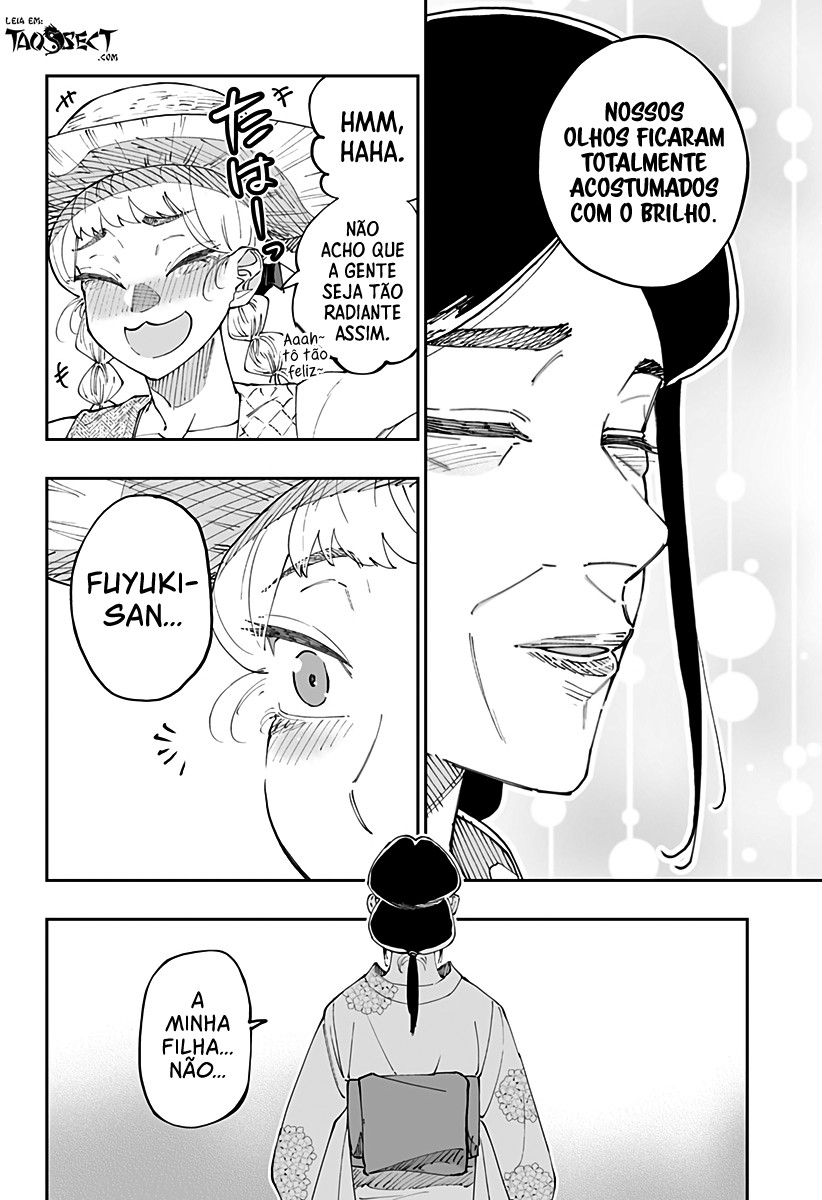 LEIA EM:
TAOSECT
.COM
NOSSOS
OLHOS FICARAM
TOTALMENTE
ACOSTUMADOS
COM O BRILHO.
HMM,
HAHA.
たはーっ
NÃO
ACHO QUE
A GENTE
SEJA TÃO
RADIANTE
ASSIM.
Aaah~
tô tão
feliz~
FUYUKI-
SAN...
A
MINHA
FILHA...
NÃO...